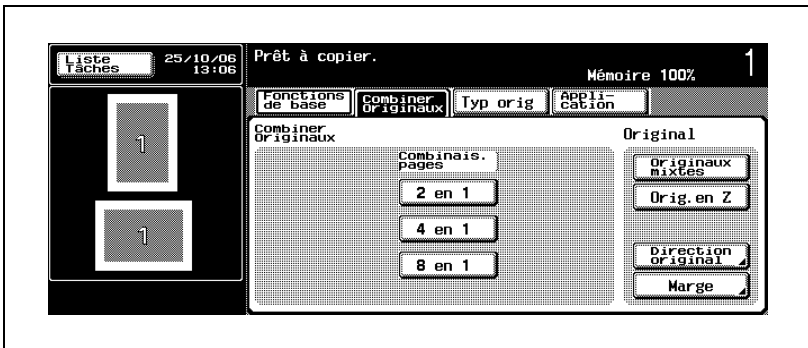 Liste
Tâches
25/10/06
13:06
Prêt à copier.
Mémoire 100%
1
Fonctions
de base
Combiner
Originaux
Typ orig
Appli-
cation
Combiner
Originaux
Original
Combinais.
pages
2 en 1
4 en 1
8 en 1
Originaux
mixtes
Orig.en Z
Direction
original
Marge
1
1